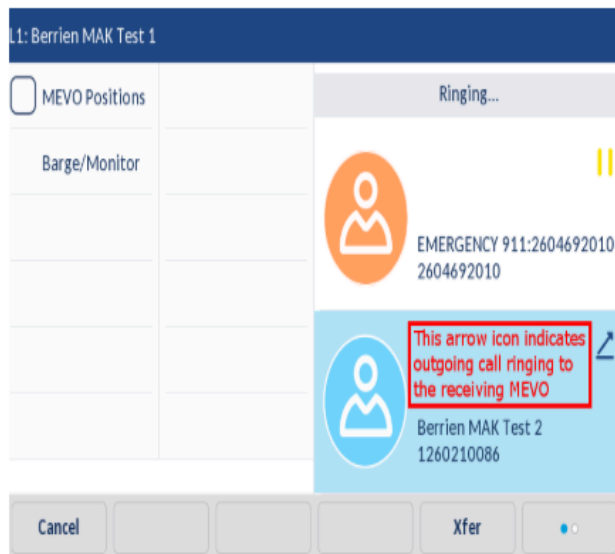 L1: Berrien MAK Test 1
MEVO Positions
Barge/Monitor
Ringing...
EMERGENCY 911:2604692010
2604692010
This arrow icon indicates
outgoing call ringing to
the receiving MEVO
Berrien MAK Test 2
1260210086
Cancel
Xfer